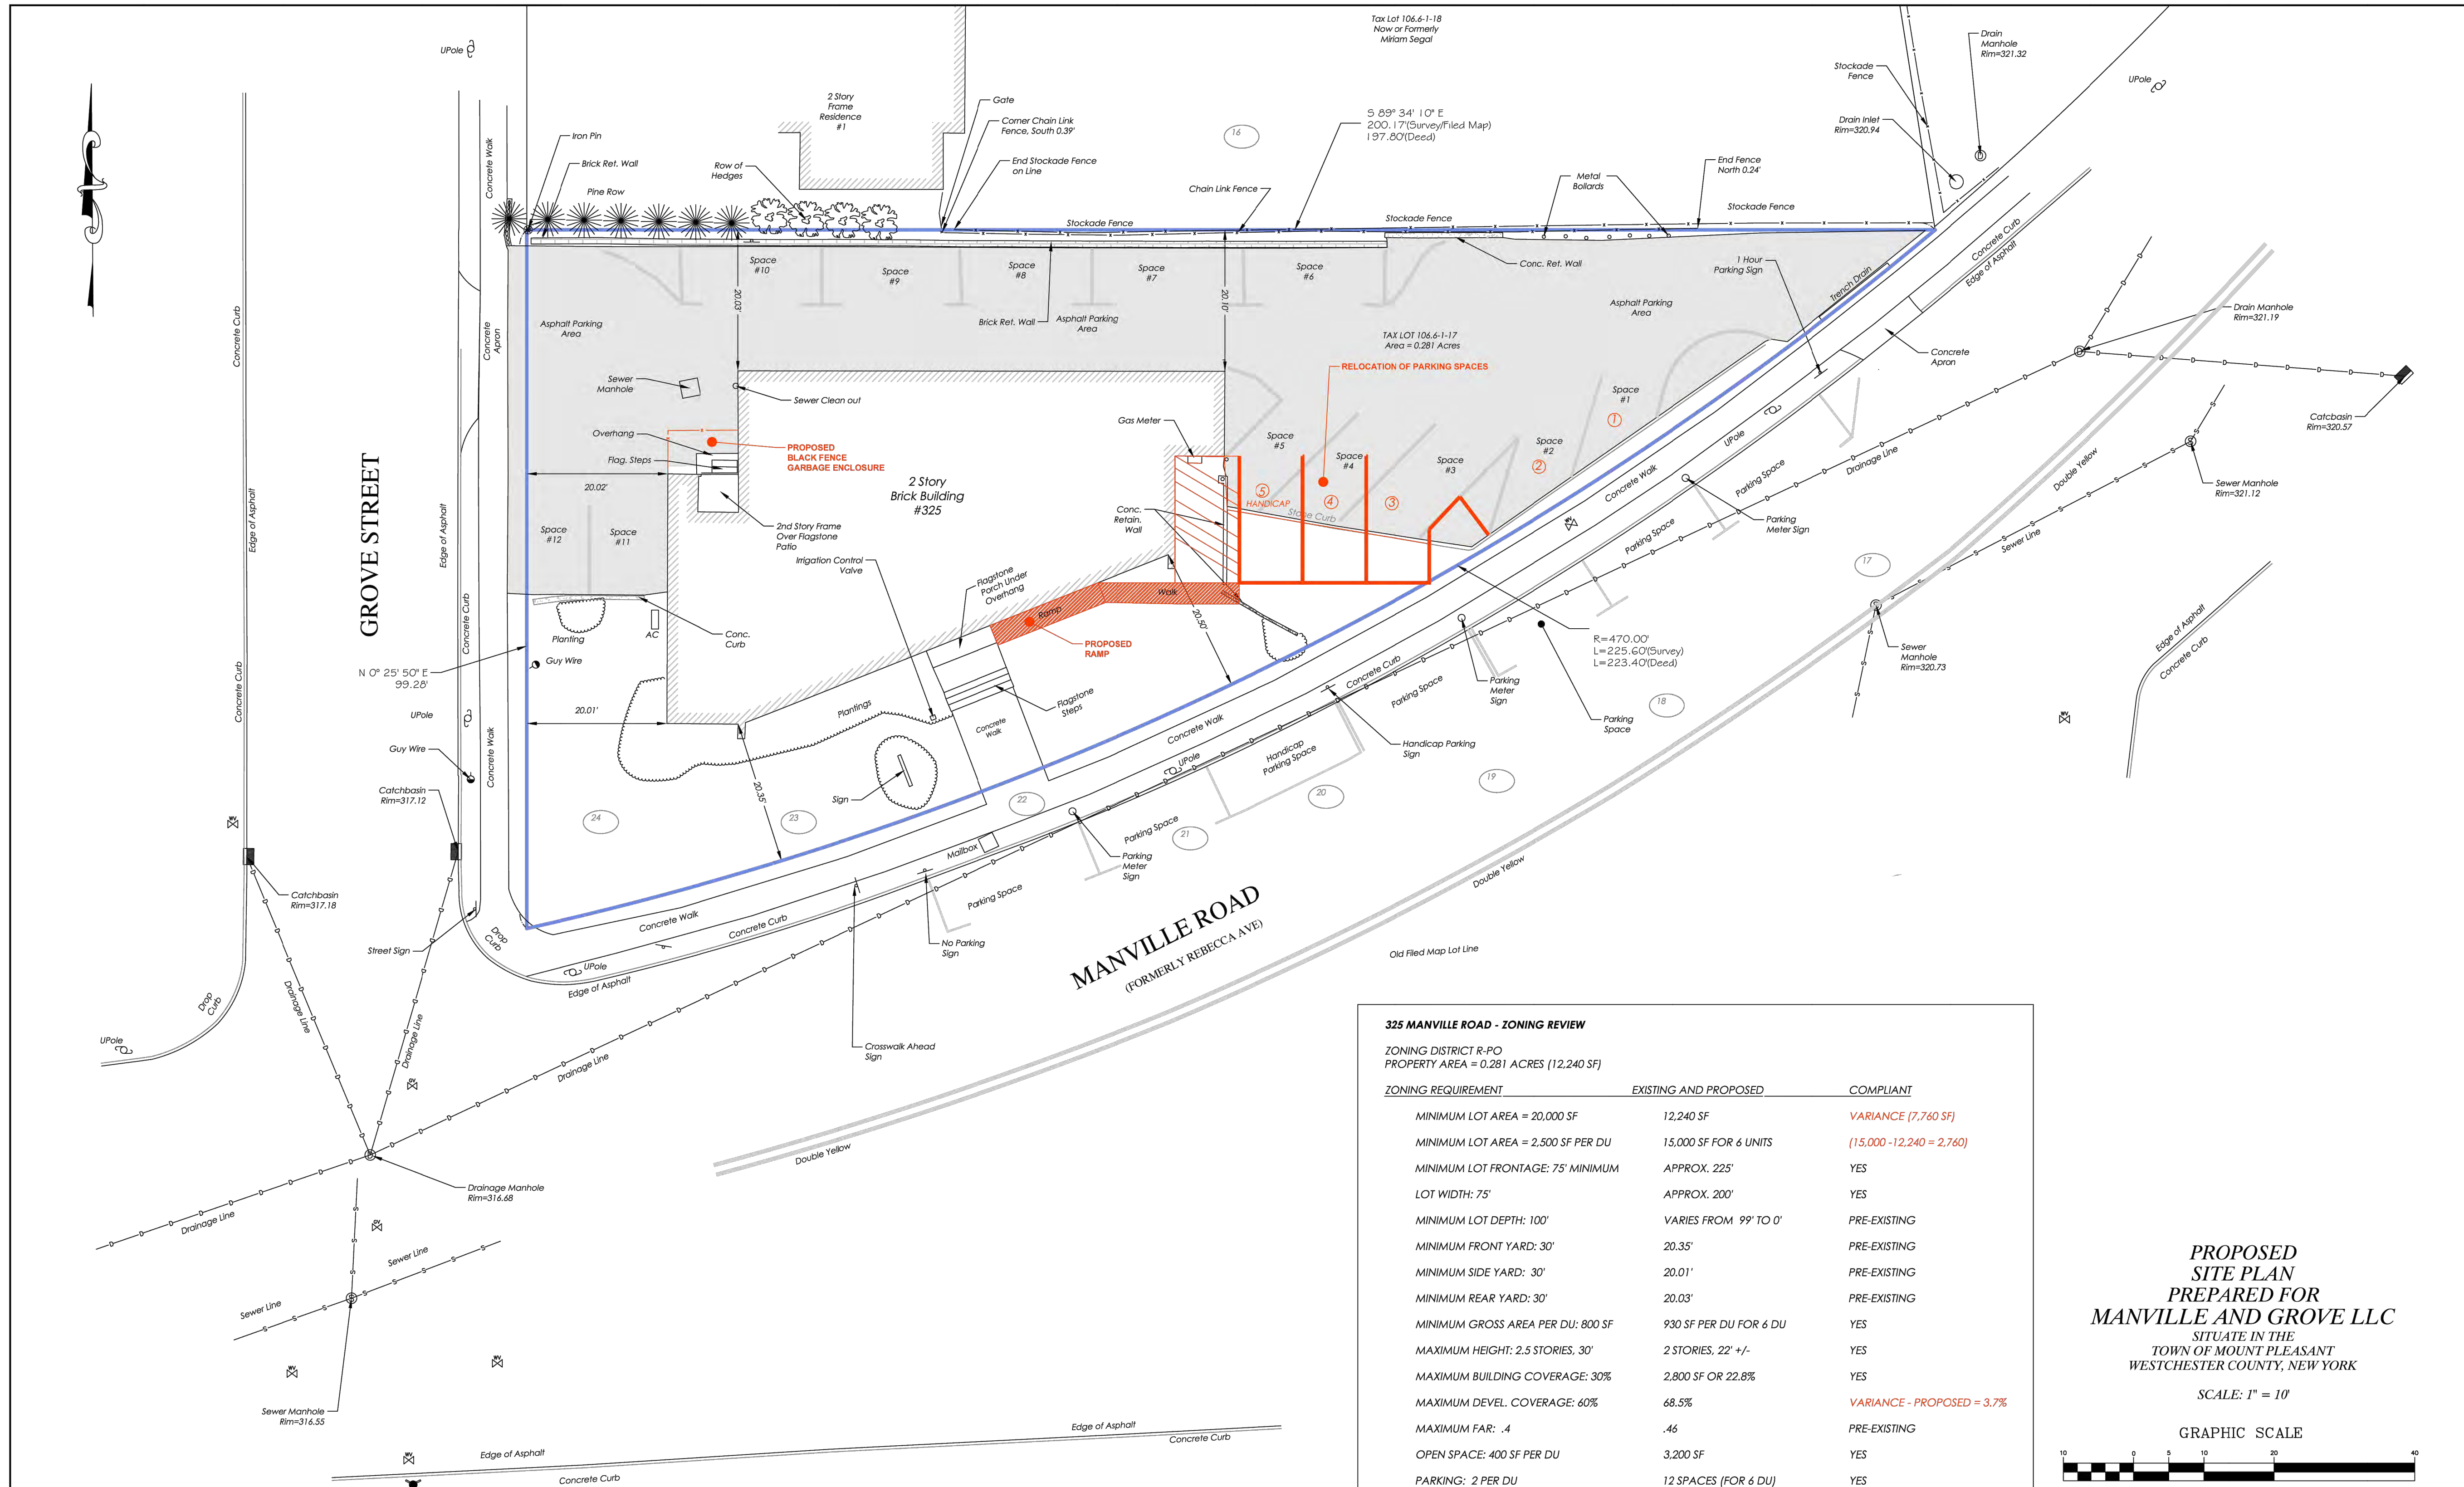 Tax Lot 106.6-1-18
Now or Formerly
Miriam Segal
UPole
Drain
Manhole
Rim=321.32
Stockade
Fence
UPole
2 Story
Frame
Residence
#1
Gate
Corner Chain Link
Fence, South 0.39'
End Stockade Fence
on Line
16
S 89° 34' 10" E
200.17'(Survey/Filed Map)
197.80'(Deed)
Drain Inlet
Rim=320.94
Iron Pin
Brick Ret. Wall
Pine Row
Row of
Hedges
Chain Link Fence
Metal
Bollards
End Fence
North 0.24'
Concrete Walk
Stockade Fence
Stockade Fence
Stockade Fence
Concrete Curb
Edge of Asphalt
Space
#10
Space
#9
Space
#8
Space
#7
Space
#6
Conc. Ret. Wall
1 Hour
Parking Sign
Trench Drain
20.03'
20.10'
Asphalt Parking
Area
Brick Ret. Wall
Asphalt Parking
Area
Asphalt Parking
Area
Drain Manhole
Rim=321.19
Concrete Curb
Concrete
Apron
TAX LOT 106.6-1-17
Area = 0.281 Acres
RELOCATION OF PARKING SPACES
Concrete
Apron
Sewer
Manhole
Sewer Clean out
Space
#1
1
Gas Meter
UPole
Catcbasin
Rim=320.57
Overhang
Flag. Steps
PROPOSED
BLACK FENCE
GARBAGE ENCLOSURE
Space
#5
Space
#4
Space
#3
Space
#2
2
Concrete Walk
Parking Space
Drainage Line
Double Yellow
Sewer Manhole
Rim=321.12
GROVE STREET
Edge of Asphalt
Edge of Asphalt
20.02'
2 Story
Brick Building
#325
5
HANDICAP
4
3
Stone Curb
Conc.
Retain.
Wall
Parking
Meter Sign
Parking Space
Sewer Line
Space
#12
Space
#11
2nd Story Frame
Over Flagstone
Patio
Irrigation Control
Valve
Flagstone
Porch Under
Overhang
Walk
Ramp
20.50'
17
Concrete Curb
Planting
AC
Conc.
Curb
PROPOSED
RAMP
R=470.00'
L=225.60'(Survey)
L=223.40'(Deed)
Sewer
Manhole
Rim=320.73
Edge of Asphalt
Concrete Curb
Guy Wire
N 0° 25' 50" E
99.28'
Concrete Curb
Concrete Curb
Parking Space
Parking
Meter
Sign
Parking
Space
18
UPole
20.01'
Plantings
Flagstone
Steps
Concrete
Walk
Concrete Walk
Handicap Parking
Sign
Guy Wire
Concrete Walk
UPole
Handicap
Parking Space
19
Catchbasin
Rim=317.12
20.35'
Sign
20
24
23
22
21
WV
WV
WV
Parking Space
Mailbox
Parking
Meter
Sign
Double Yellow
Catchbasin
Rim=317.18
Parking Space
Concrete Walk
Concrete Curb
No Parking
Sign
MANVILLE ROAD
(FORMERLY REBECCA AVE)
Street Sign
Drop
Curb
UPole
Edge of Asphalt
Old Filed Map Lot Line
Drop
Curb
Drainage Line
Drainage Line
UPole
Crosswalk Ahead
Sign
Drainage Line
GV
Double Yellow
Drainage Manhole
Rim=316.68
Drainage Line
GV
Sewer Line
Sewer Line
WV
WV
Sewer Manhole
Rim=316.55
Edge of Asphalt
Edge of Asphalt
Concrete Curb
WV
Concrete Curb
325 MANVILLE ROAD - ZONING REVIEW
ZONING DISTRICT R-PO
PROPERTY AREA = 0.281 ACRES (12,240 SF)
ZONING REQUIREMENT EXISTING AND PROPOSED COMPLIANT
MINIMUM LOT AREA = 20,000 SF 12,240 SF VARIANCE (7,760 SF)
MINIMUM LOT AREA = 2,500 SF PER DU 15,000 SF FOR 6 UNITS (15,000 -12,240 = 2,760)
MINIMUM LOT FRONTAGE: 75' MINIMUM APPROX. 225' YES
LOT WIDTH: 75' APPROX. 200' YES
MINIMUM LOT DEPTH: 100' VARIES FROM 99' TO 0' PRE-EXISTING
MINIMUM FRONT YARD: 30' 20.35' PRE-EXISTING
MINIMUM SIDE YARD: 30' 20.01' PRE-EXISTING
MINIMUM REAR YARD: 30' 20.03' PRE-EXISTING
MINIMUM GROSS AREA PER DU: 800 SF 930 SF PER DU FOR 6 DU YES
MAXIMUM HEIGHT: 2.5 STORIES, 30' 2 STORIES, 22' +/- YES
MAXIMUM BUILDING COVERAGE: 30% 2,800 SF OR 22.8% YES
MAXIMUM DEVEL. COVERAGE: 60% 68.5% VARIANCE - PROPOSED = 3.7%
MAXIMUM FAR: .4 .46 PRE-EXISTING
OPEN SPACE: 400 SF PER DU 3,200 SF YES
PARKING: 2 PER DU 12 SPACES (FOR 6 DU) YES
PROPOSED
SITE PLAN
PREPARED FOR
MANVILLE AND GROVE LLC
SITUATE IN THE
TOWN OF MOUNT PLEASANT
WESTCHESTER COUNTY, NEW YORK
SCALE: 1" = 10'
GRAPHIC SCALE
10 0 5 10 20 40